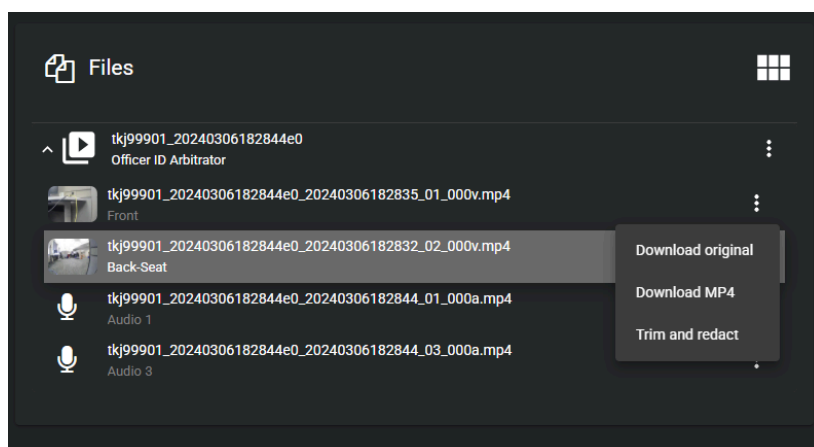 Files
tkj99901_20240306182844e0
Officer ID Arbitrator
tkj99901_20240306182844e0_20240306182835_01_000v.mp4
Front
tkj99901_20240306182844e0_20240306182832_02_000v.mp4
Back-Seat
Download original
Download MP4
Trim and redact
tkj99901_20240306182844e0_20240306182844_01_000a.mp4
Audio 1
tkj99901_20240306182844e0_20240306182844_03_000a.mp4
Audio 3